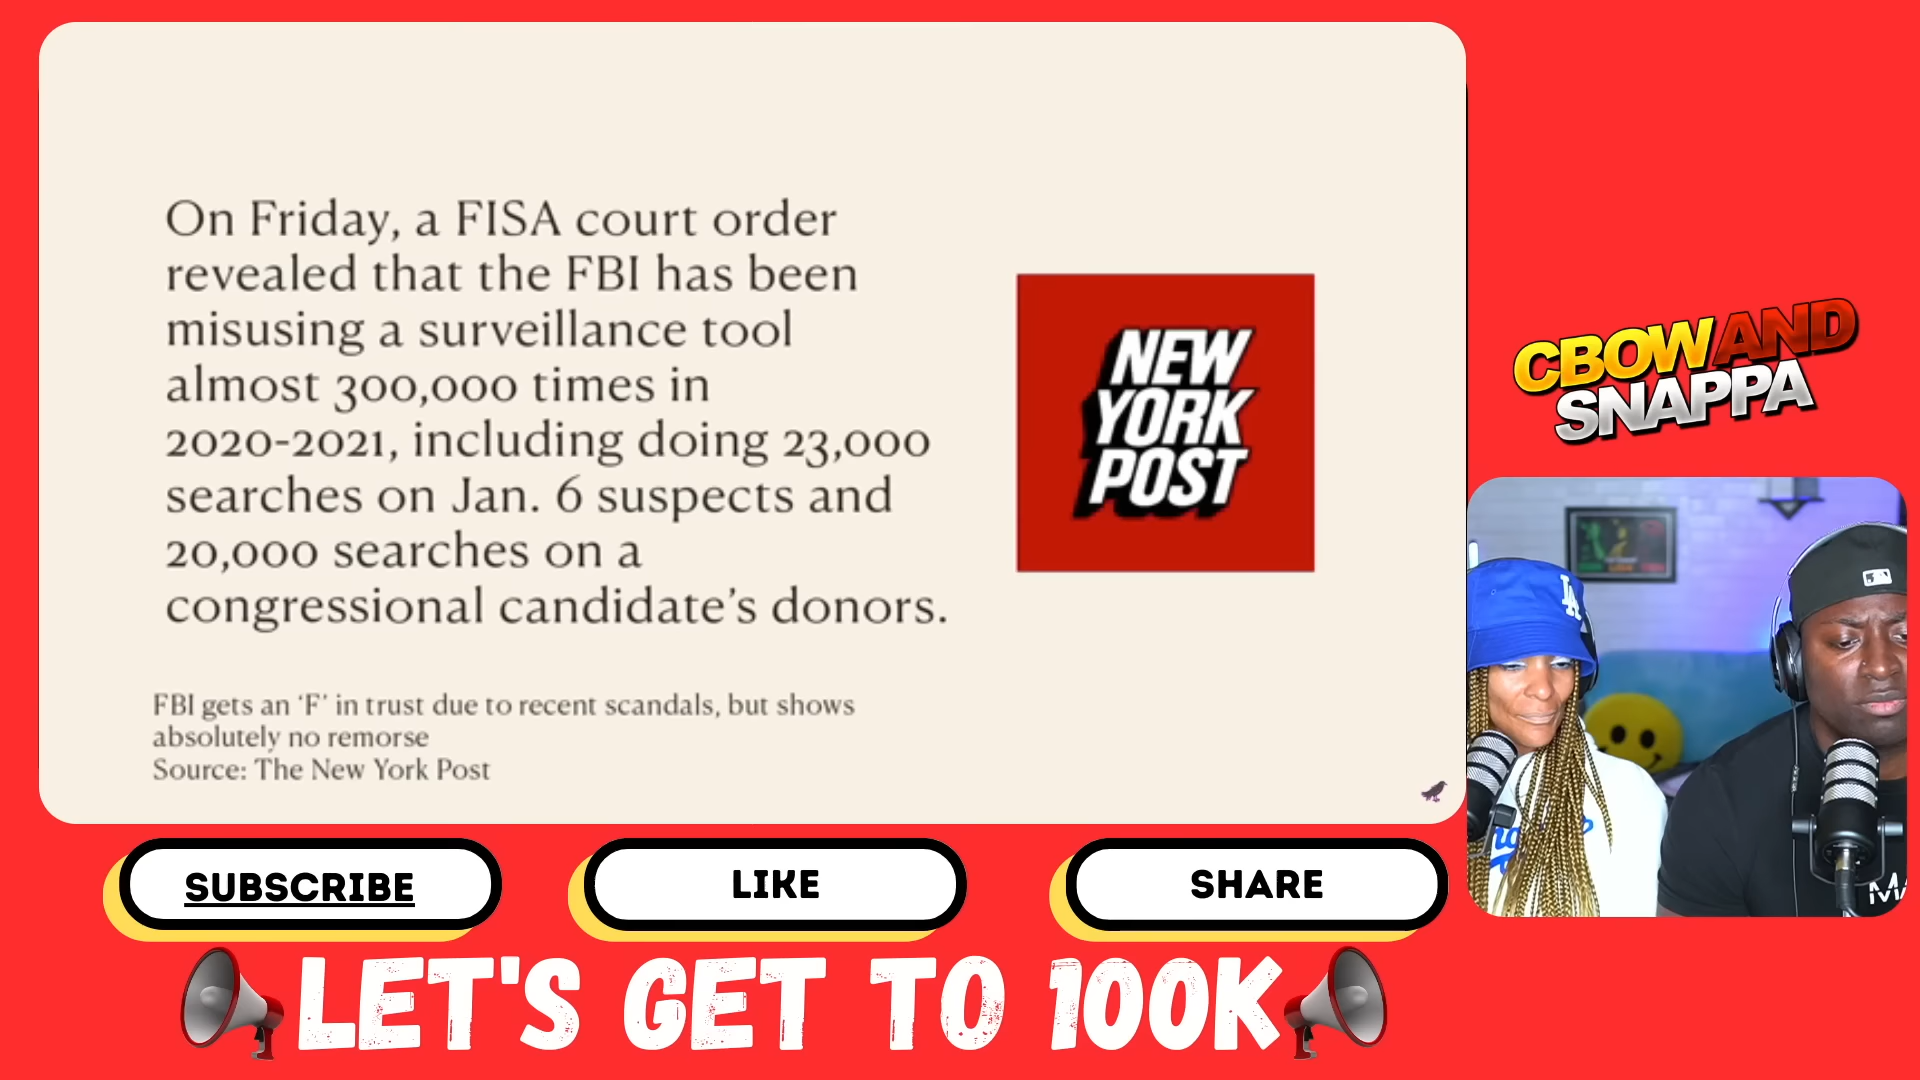 On Friday, a FISA court order
revealed that the FBI has been
misusing a surveillance tool
almost 300,000 times in
2020-2021, including doing 23,000
searches on Jan. 6 suspects and
20,000 searches on a
congressional candidate's donors.
FBI gets an 'F' in trust due to recent scandals, but shows
absolutely no remorse
Source: The New York Post
NEW
YORK
POST
CBOW AND
SNAPPA
LA
SUBSCRIBE
LIKE
SHARE
LET'S GET TO 100K